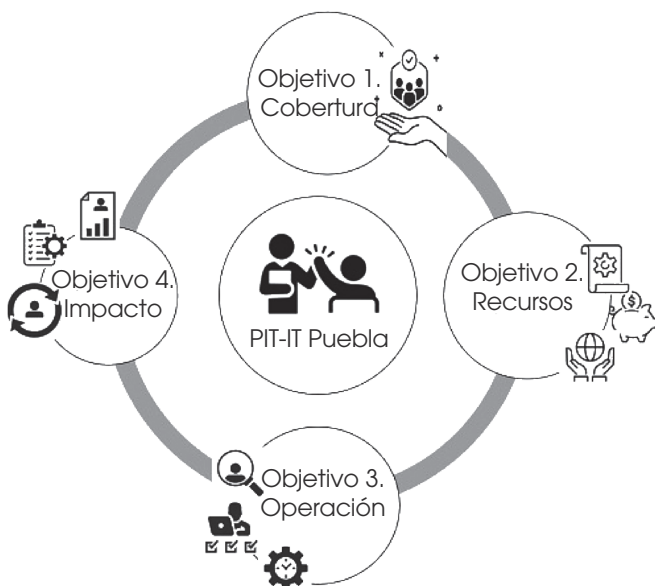 Objetivo 1.
Cobertura
Objetivo 2.
Recursos
Objetivo 3.
Operación
Objetivo 4.
Impacto
PIT-IT Puebla